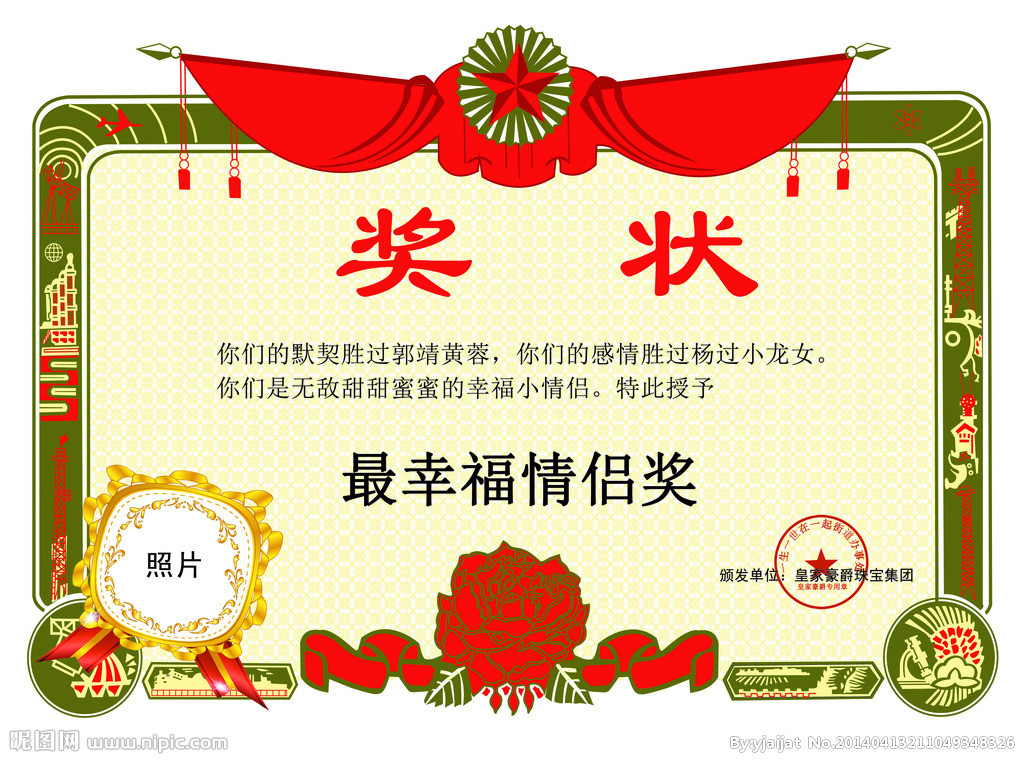 奖 状
你们的默契胜过郭靖黄蓉，你们的感情胜过杨过小龙女。
你们是无敌甜甜蜜蜜的幸福小情侣。特此授予
最幸福情侣奖
照片
一生一世在一起街道办事处
颁发单位：皇家豪爵珠宝集团
皇家豪爵专用章
昵图网 www.nipic.com
By:yjaijat No.20140413211049348326